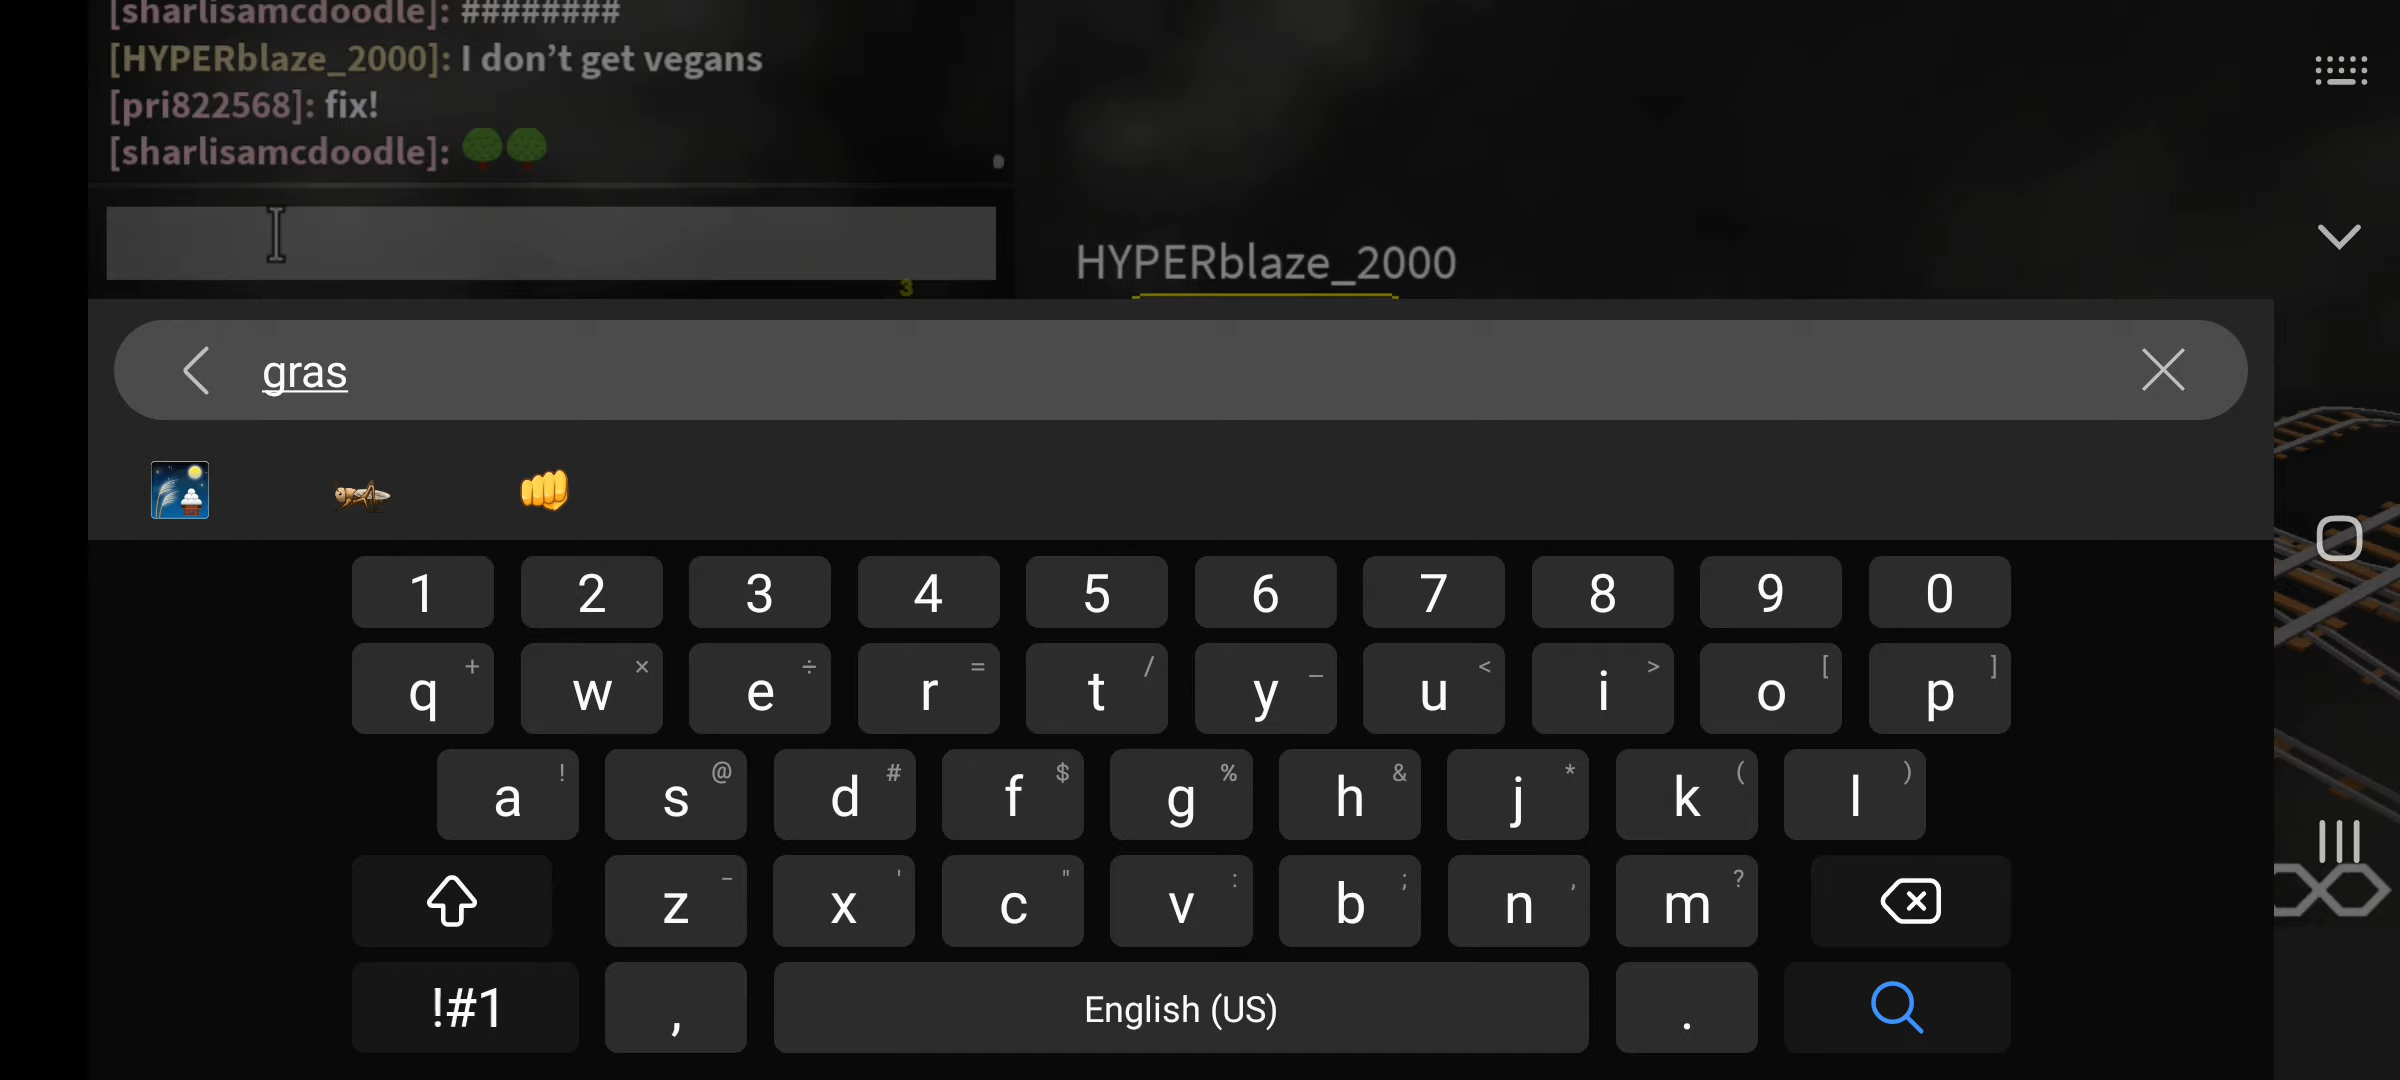 [sharlisamcdoodle]: ########
[HYPERblaze_2000]: I don’t get vegans
[pri822568]: fix!
[sharlisamcdoodle]: 🌳🌳
3
HYPERblaze_2000
gras
1 2 3 4 5 6 7 8 9 0
+ × ÷ = / _ < > [ ]
q w e r t y u i o p
! @ # $ % & * ( )
a s d f g h j k l
- ' " : ; , ?
z x c v b n m
!#1 , English (US) .